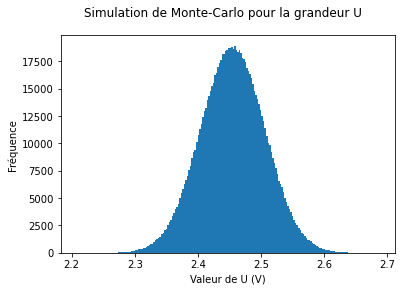 Simulation de Monte-Carlo pour la grandeur U
Fréquence
17500
15000
12500
10000
7500
5000
2500
0
2.2 2.3 2.4 2.5 2.6 2.7
Valeur de U (V)